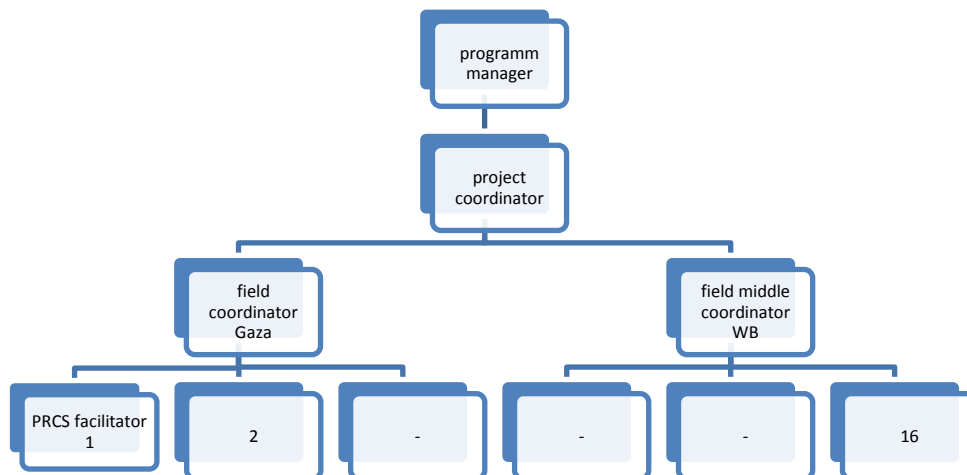 programm
manager
project
coordinator
field
coordinator
Gaza
field middle
coordinator
WB
PRCS facilitator
1
2
-
-
-
16